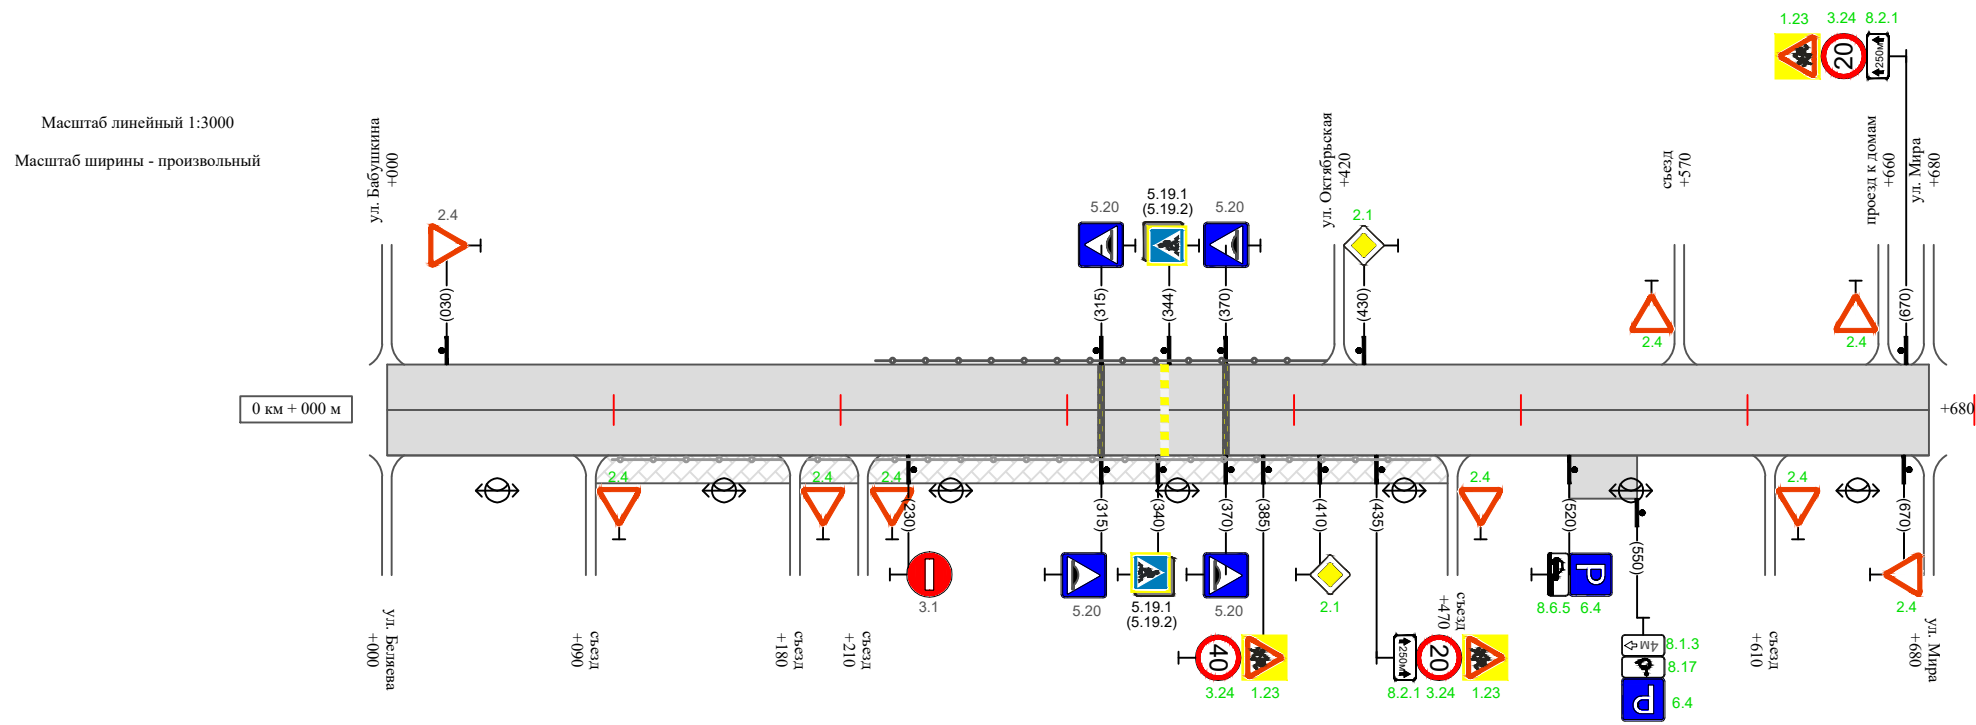 1.23 3.24 8.2.1
20
250м
Масштаб линейный 1:3000
Масштаб ширины - произвольный
ул. Бабушкина
+000
ул. Октябрьская
+420
съезд
+570
проезд к домам
+660
ул. Мира
+680
2.4
5.20
5.19.1
(5.19.2)
5.20
2.1
(030)
(315)
(344)
(370)
(430)
2.4
2.4
(670)
0 км + 000 м
+680
2.4
2.4
2.4
2.4
2.4
(230)
(315)
(340)
(370)
(385)
(410)
(435)
(520)
(550)
(670)
3.1
5.20
5.19.1
(5.19.2)
5.20
2.1
P
8.6.5 6.4
2.4
ул. Беляева
+000
съезд
+090
съезд
+180
съезд
+210
съезд
+470
съезд
+610
ул. Мира
+680
40
3.24 1.23
250м
20
8.2.1 3.24 1.23
4м
8.1.3
8.17
P
6.4